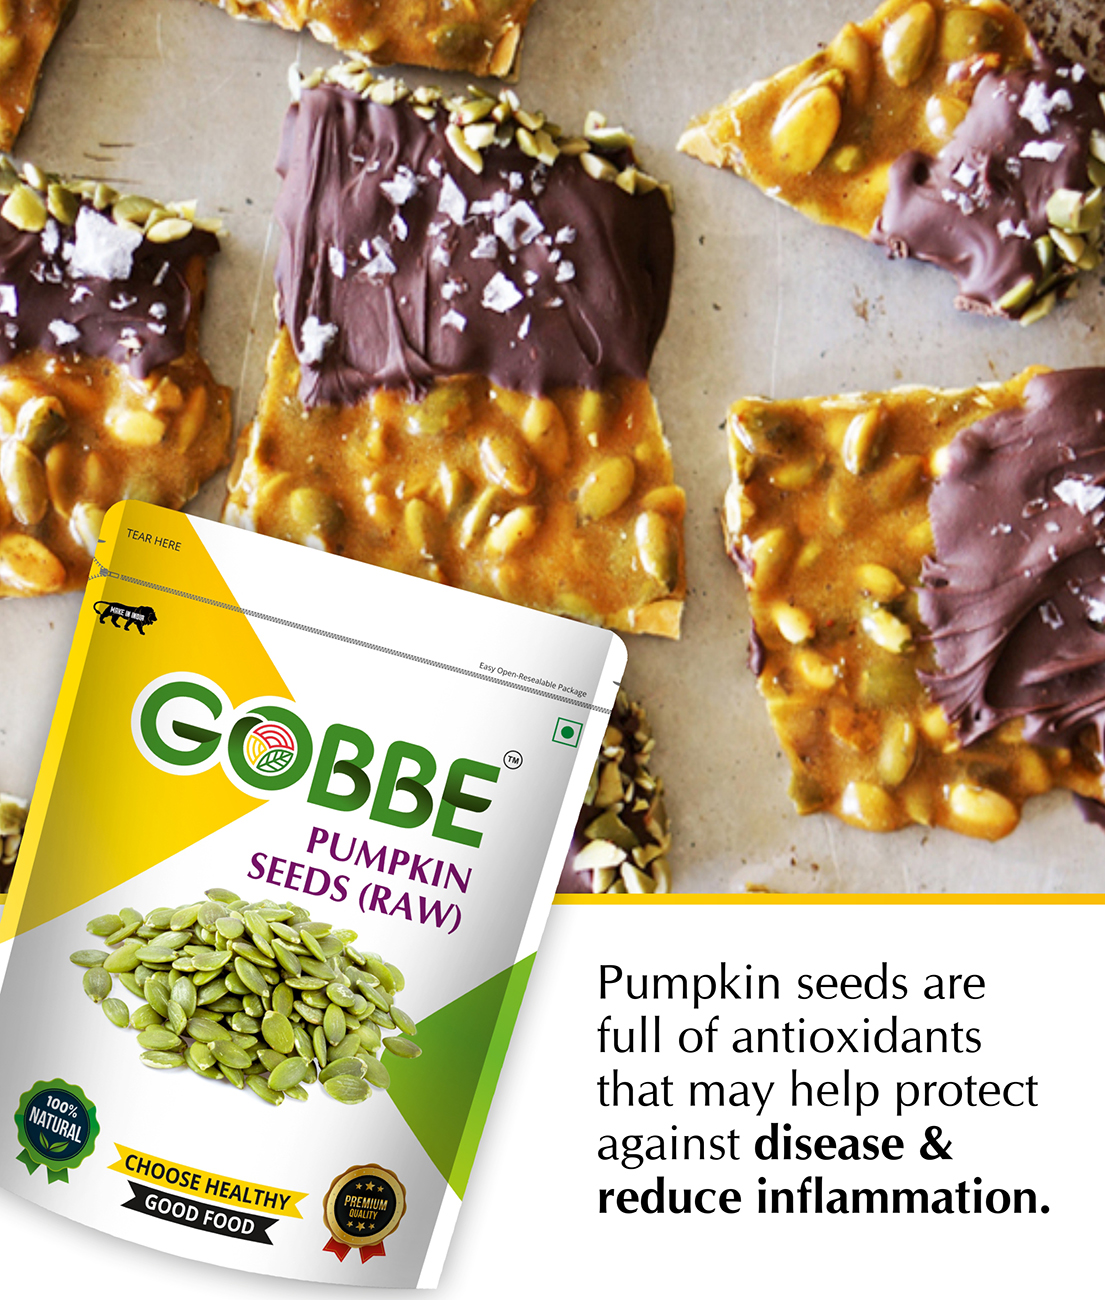 TEAR HERE
MAKE IN INDIA
Easy Open-Resealable Package
GOBBE TM
PUMPKIN
SEEDS (RAW)
100%
NATURAL
CHOOSE HEALTHY
GOOD FOOD
PREMIUM
QUALITY
Pumpkin seeds are
full of antioxidants
that may help protect
against disease &
reduce inflammation.